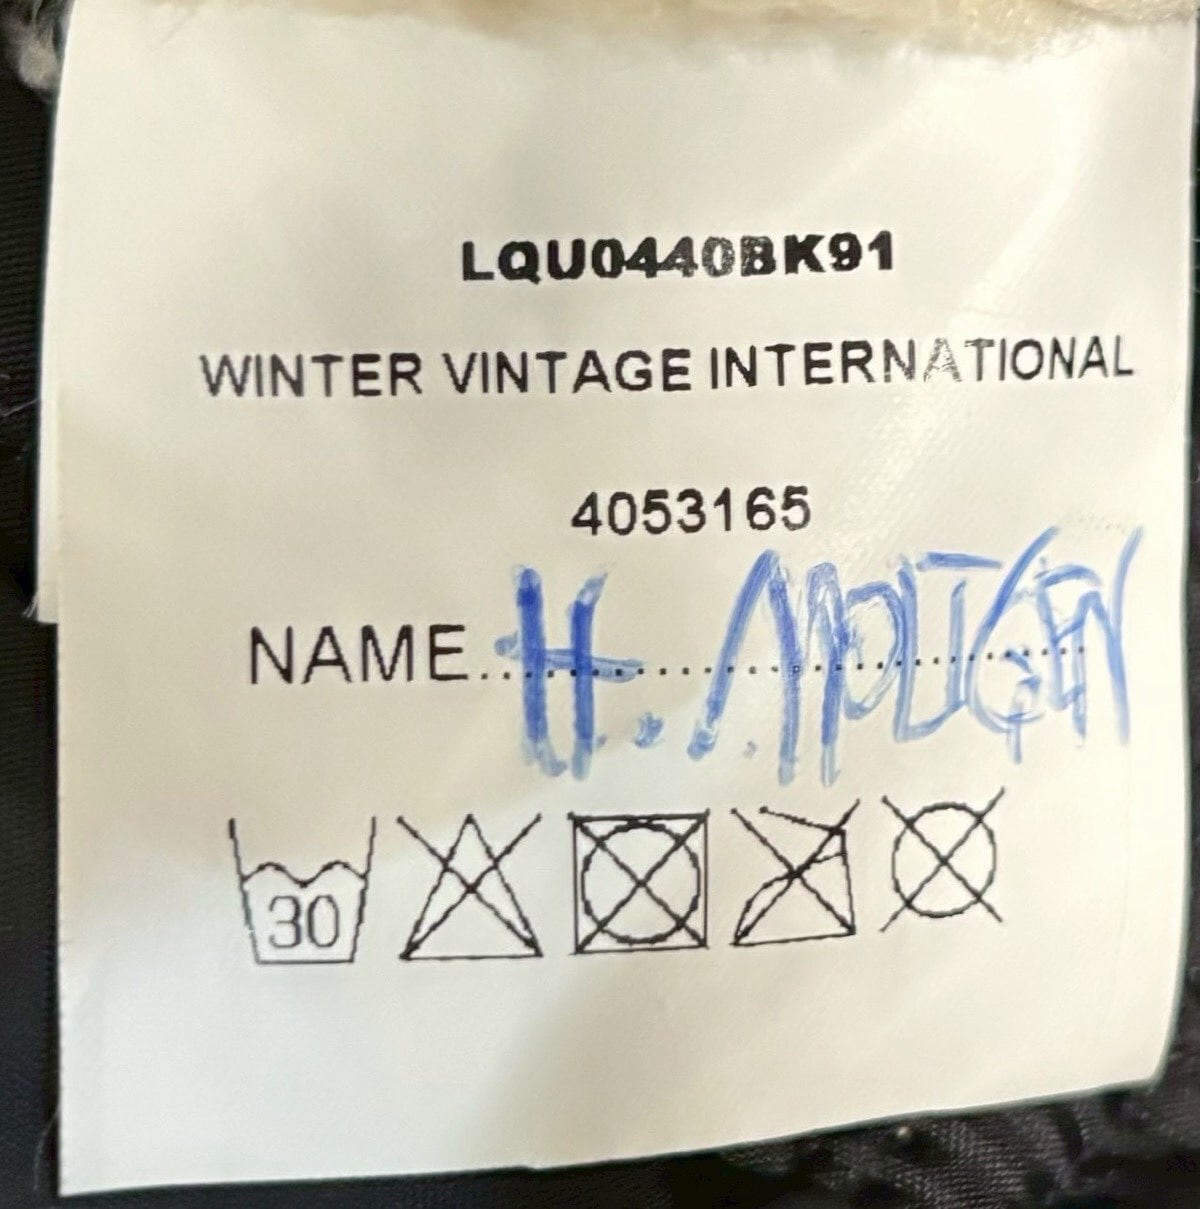 LQU0440BK91
WINTER VINTAGE INTERNATIONAL
4053165
NAME.. H.
30